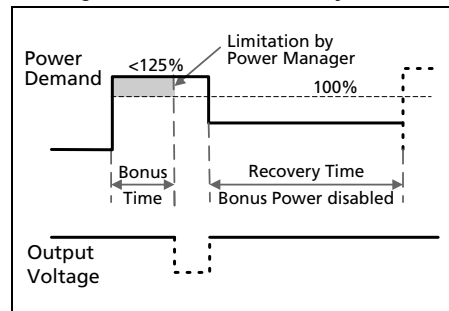 Power
Demand
<125%
Limitation by
Power Manager
100%
Bonus
Time
Recovery Time
Bonus Power disabled
Output
Voltage